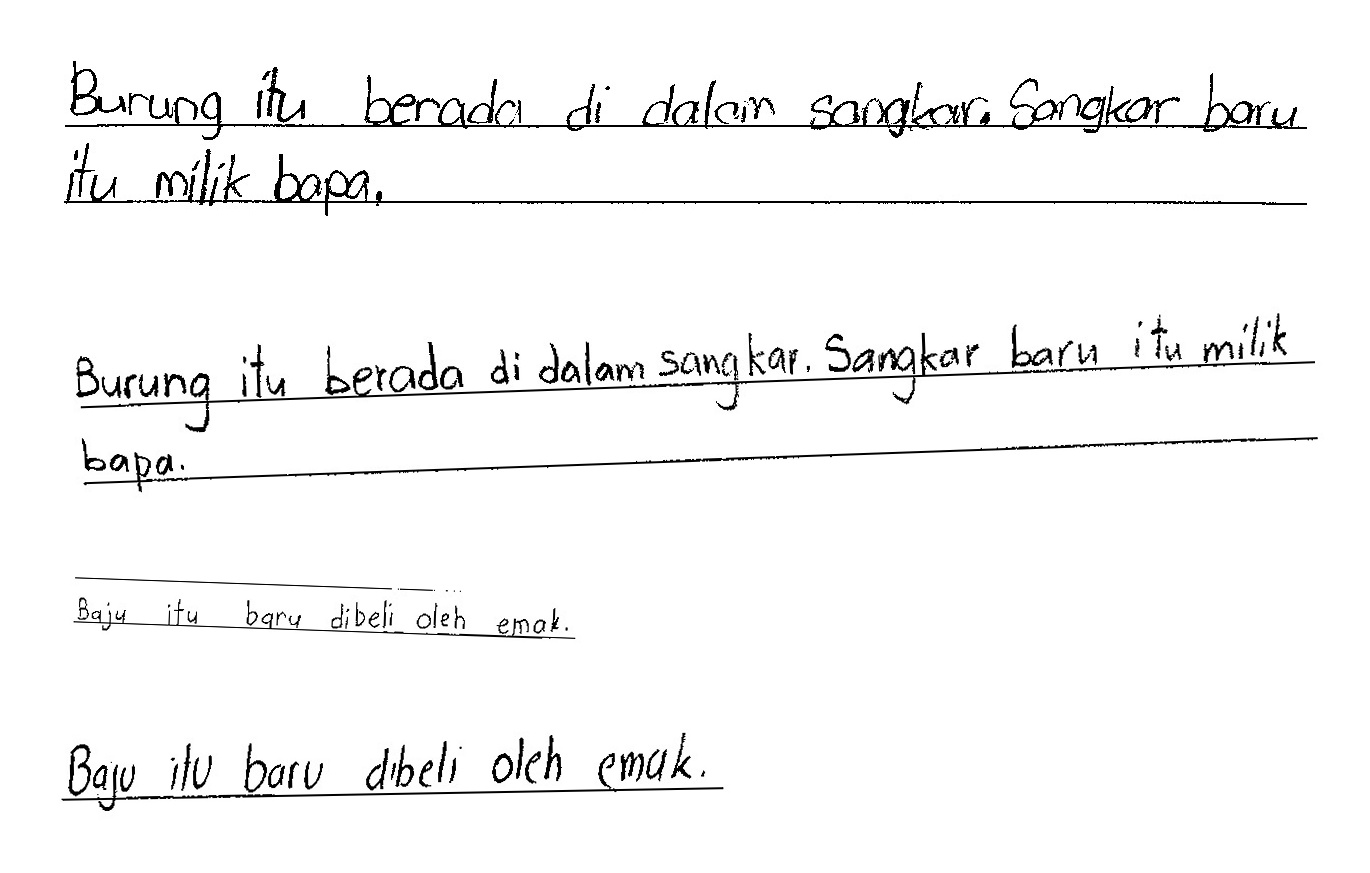 Burung itu berada di dalam sangkar. Sangkar baru
itu milik bapa.
Burung itu berada di dalam sangkar. Sangkar baru itu milik
bapa.
Baju itu baru dibeli oleh emak.
Baju itu baru dibeli oleh emak.